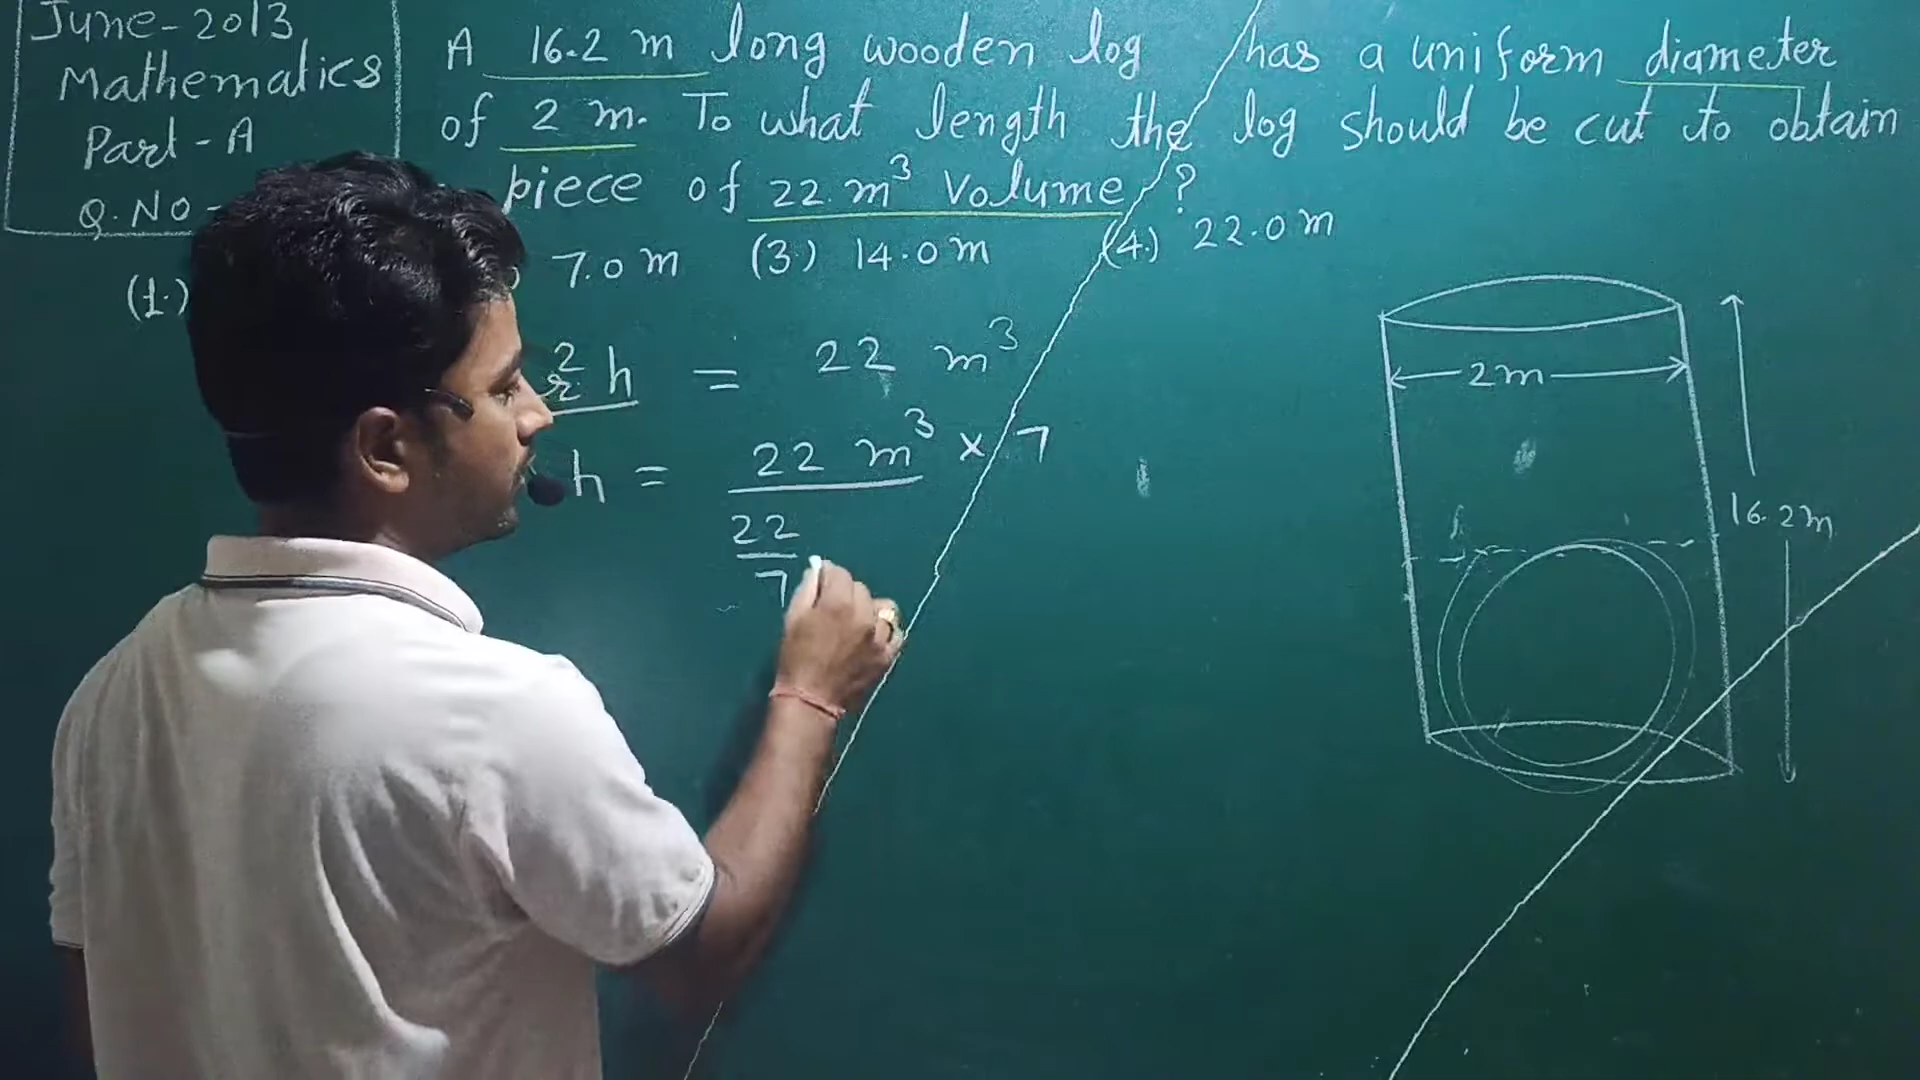 June-2013
Mathematics
Part-A
Q.NO-
A 16.2 m long wooden log has a uniform diameter
of 2 m. To what length the log should be cut to obtain
piece of 22 m³ volume ?
(1.) 7.0 m (3.) 14.0 m (4.) 22.0 m
r² h = 22 m³
h = 22 m³ × 7
22
7
2m
16.2m